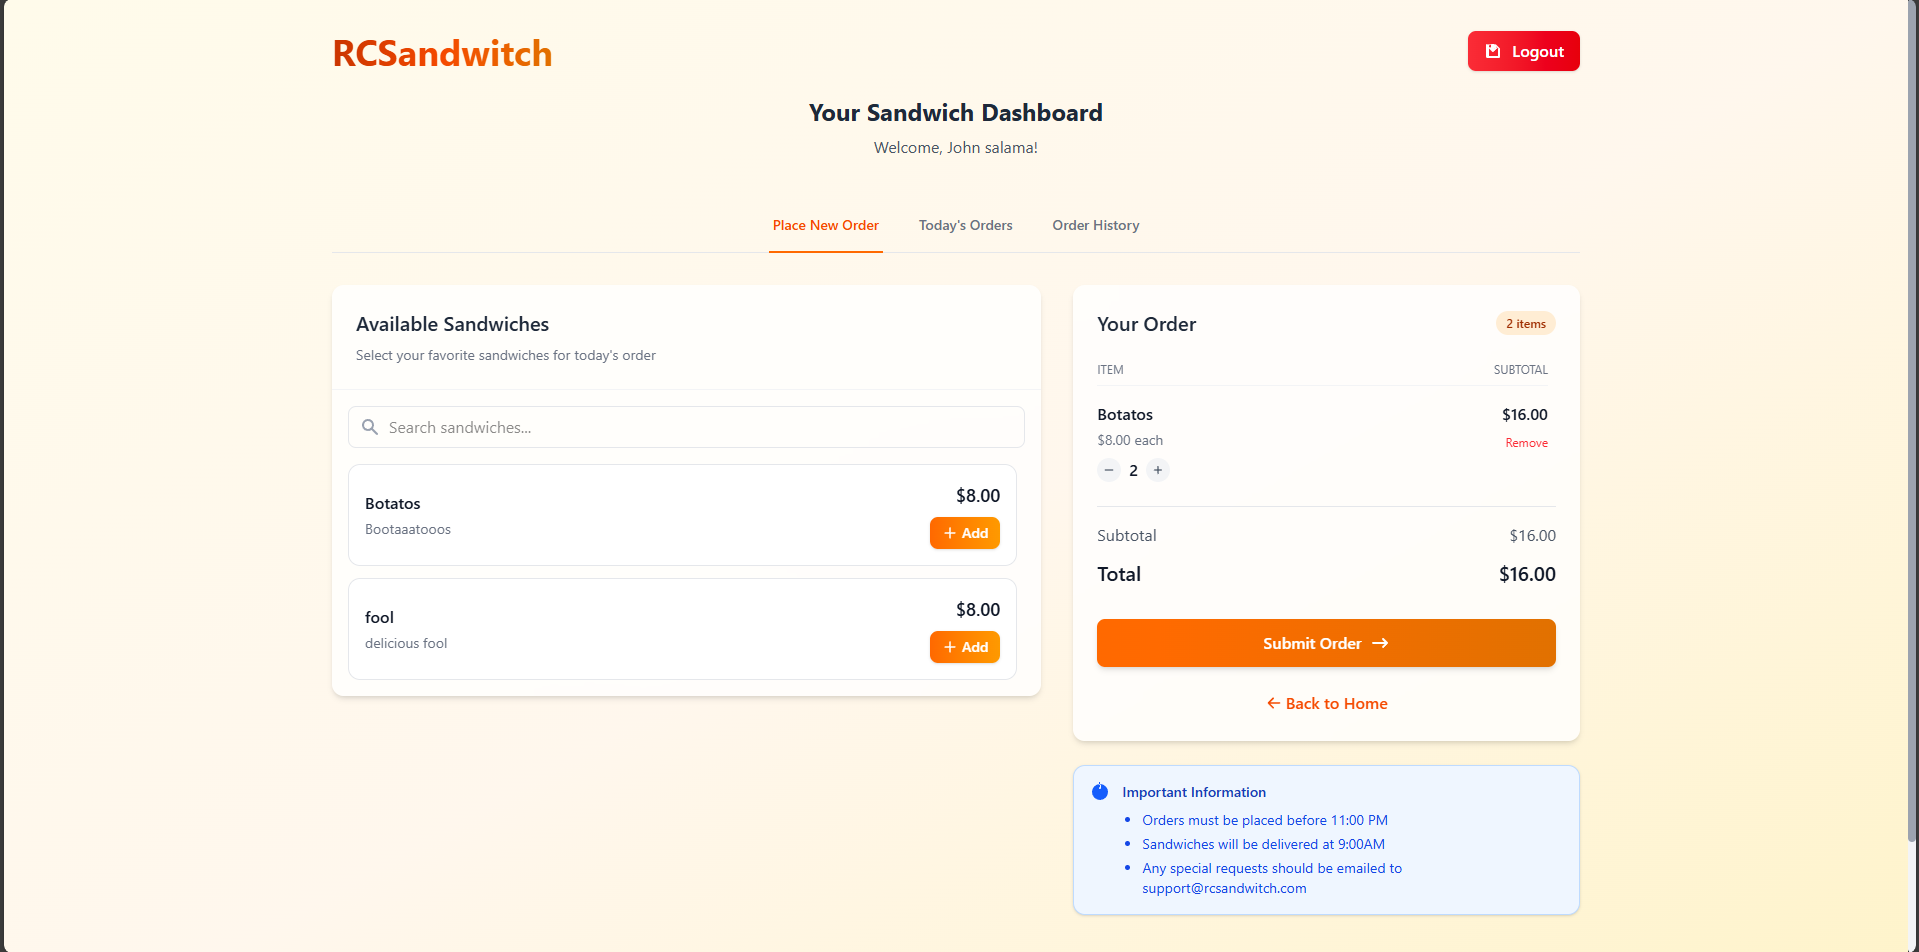 RCSandwitch
Logout
Your Sandwich Dashboard
Welcome, John salama!
Place New Order
Today's Orders
Order History
Available Sandwiches
Select your favorite sandwiches for today's order
Search sandwiches...
Botatos
Bootaaatooos
$8.00
+ Add
fool
delicious fool
$8.00
+ Add
Your Order
2 items
ITEM
SUBTOTAL
Botatos
$16.00
$8.00 each
Remove
− 2 +
Subtotal
$16.00
Total
$16.00
Submit Order →
← Back to Home
Important Information
• Orders must be placed before 11:00 PM
• Sandwiches will be delivered at 9:00AM
• Any special requests should be emailed to
support@rcsandwitch.com